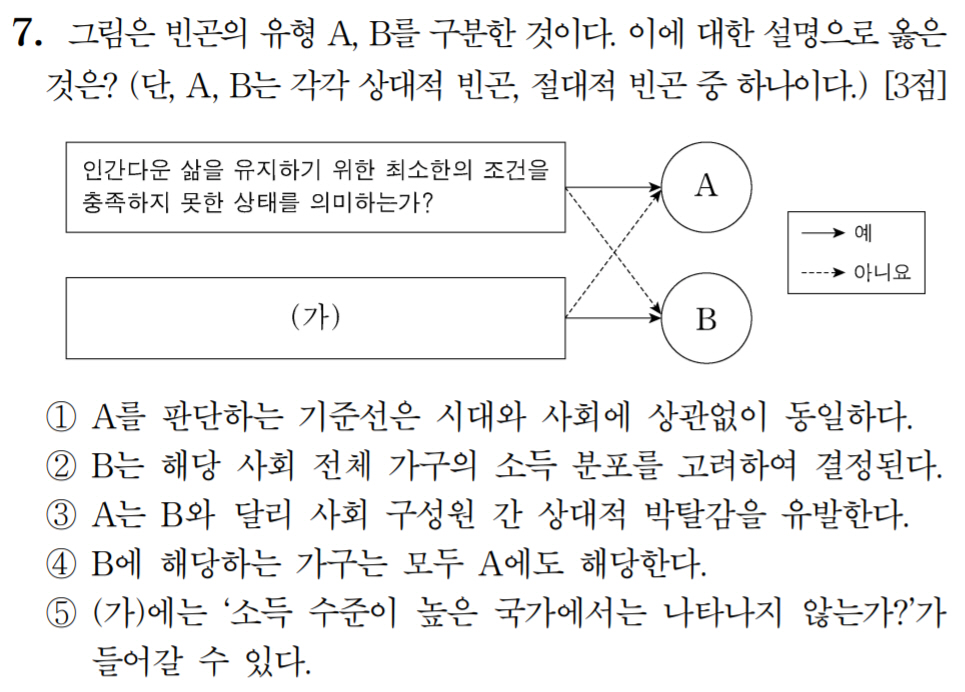 7. 그림은 빈곤의 유형 A, B를 구분한 것이다. 이에 대한 설명으로 옳은
것은? (단, A, B는 각각 상대적 빈곤, 절대적 빈곤 중 하나이다.) [3점]
인간다운 삶을 유지하기 위한 최소한의 조건을
충족하지 못한 상태를 의미하는가?
A
예
아니요
(가)
B
① A를 판단하는 기준선은 시대와 사회에 상관없이 동일하다.
② B는 해당 사회 전체 가구의 소득 분포를 고려하여 결정된다.
③ A는 B와 달리 사회 구성원 간 상대적 박탈감을 유발한다.
④ B에 해당하는 가구는 모두 A에도 해당한다.
⑤ (가)에는 ‘소득 수준이 높은 국가에서는 나타나지 않는가?’가
들어갈 수 있다.